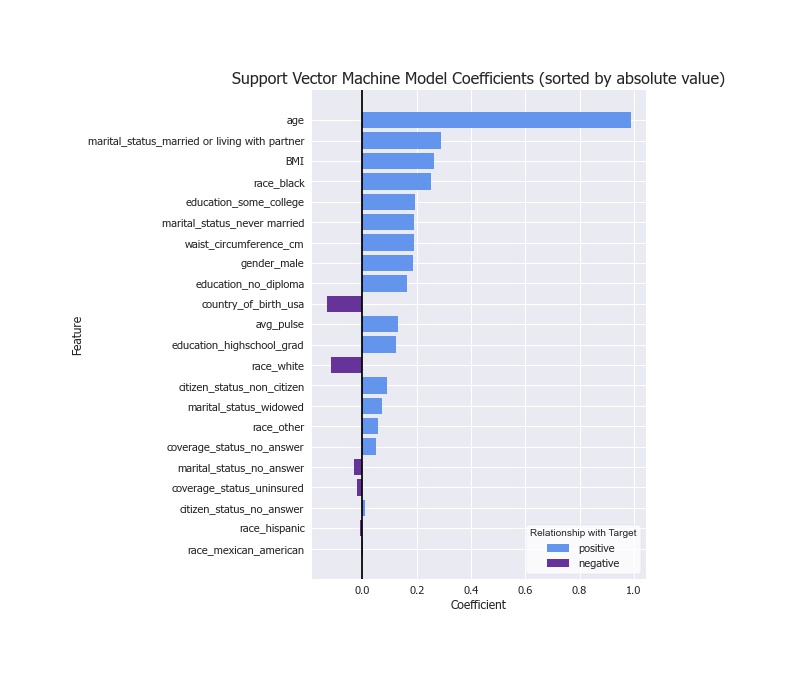 Support Vector Machine Model Coefficients (sorted by absolute value)
age
marital_status_married or living with partner
BMI
race_black
education_some_college
marital_status_never married
waist_circumference_cm
gender_male
education_no_diploma
country_of_birth_usa
avg_pulse
education_highschool_grad
race_white
citizen_status_non_citizen
marital_status_widowed
race_other
coverage_status_no_answer
marital_status_no_answer
coverage_status_uninsured
citizen_status_no_answer
race_hispanic
race_mexican_american
Feature
Relationship with Target
positive
negative
0.0 0.2 0.4 0.6 0.8 1.0
Coefficient